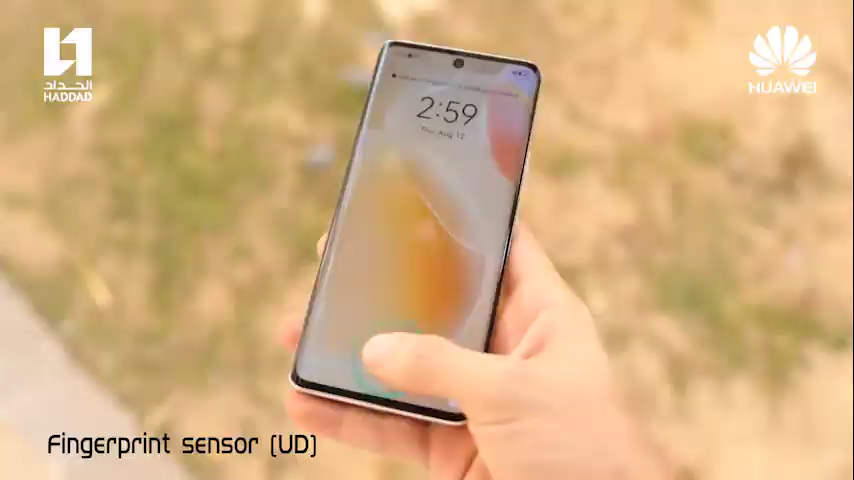 الحداد
HADDAD
HUAWEI
2:59
Thu, Aug 12
Fingerprint sensor (UD)